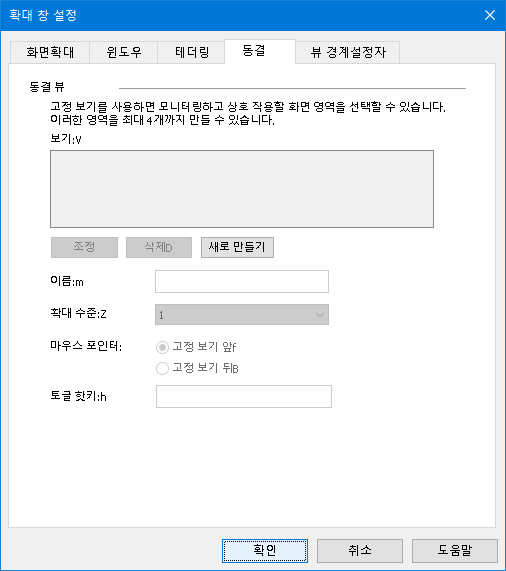 확대 창 설정
화면확대
윈도우
테더링
동결
뷰 경계설정자
동결 뷰
고정 보기를 사용하면 모니터링하고 상호 작용할 화면 영역을 선택할 수 있습니다.
이러한 영역을 최대 4개까지 만들 수 있습니다.
보기:V
조정
삭제D
새로 만들기
이름:m
확대 수준:Z
1
마우스 포인터:
고정 보기 앞f
고정 보기 뒤B
토글 핫키:h
확인
취소
도움말